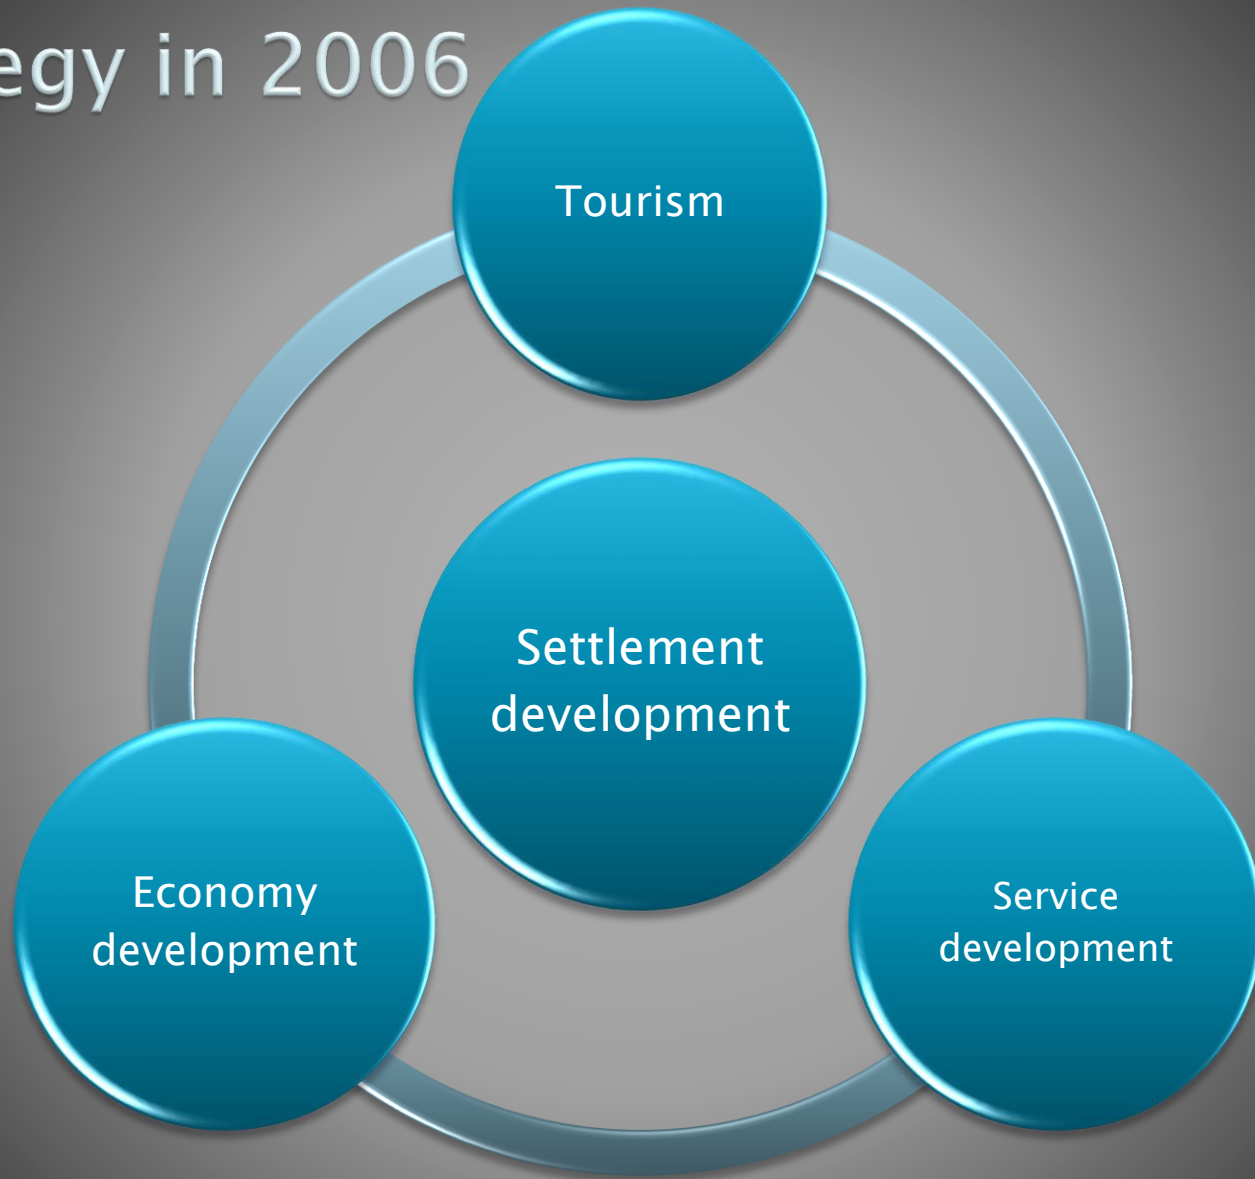 egy in 2006
Tourism
Settlement
development
Economy
development
Service
development